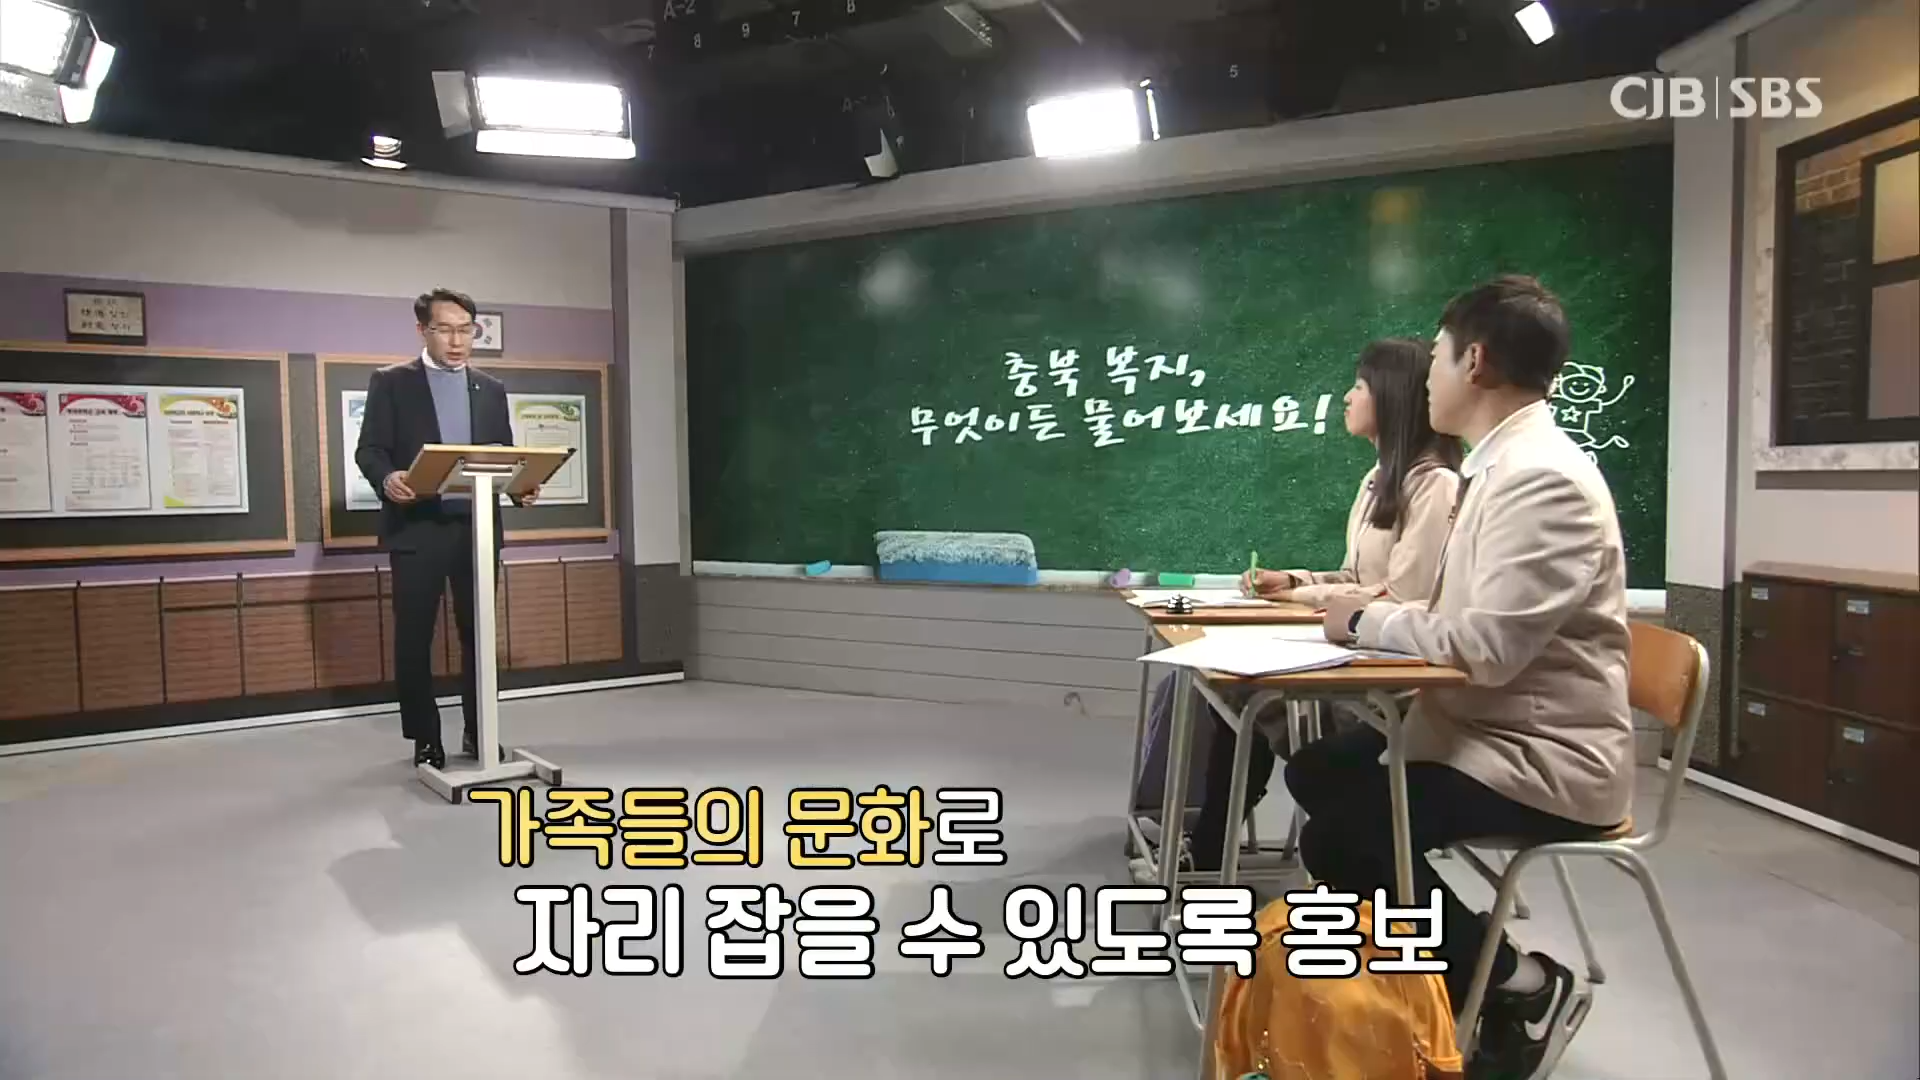 CJB SBS
충북 복지,
무엇이든 물어보세요!
가족들의 문화로
자리 잡을 수 있도록 홍보